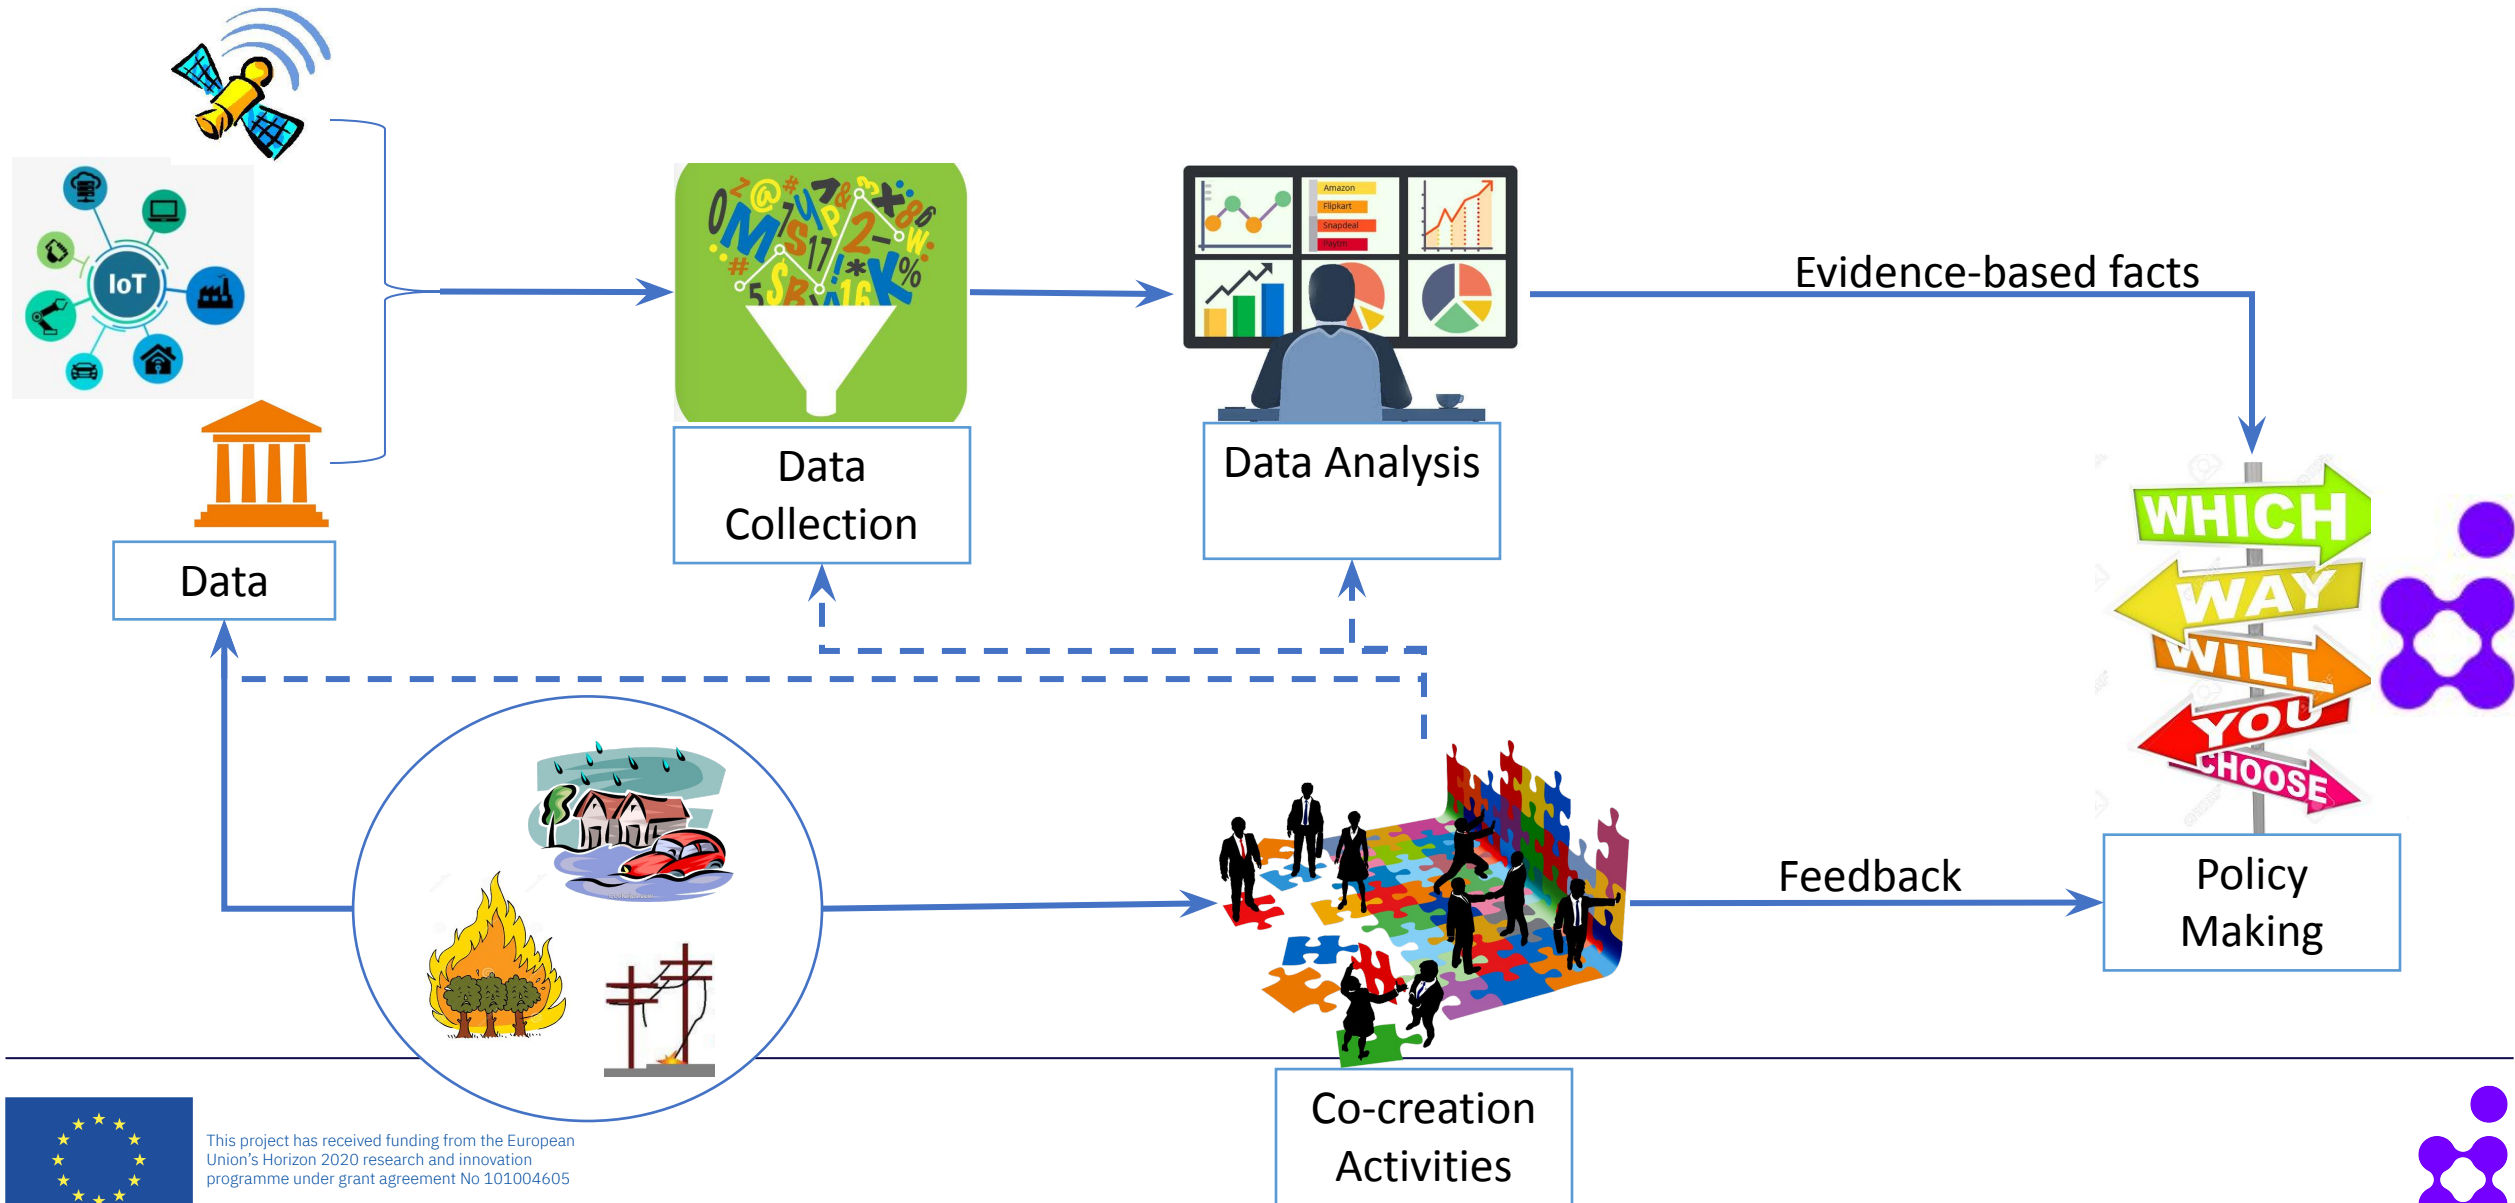 IoT
Data
Data
Collection
Amazon
Flipkart
Snapdeal
Paytm
Data Analysis
Evidence-based facts
WHICH
WAY
WILL
YOU
CHOOSE
Feedback
Policy
Making
Co-creation
Activities
This project has received funding from the European
Union's Horizon 2020 research and innovation
programme under grant agreement No 101004605